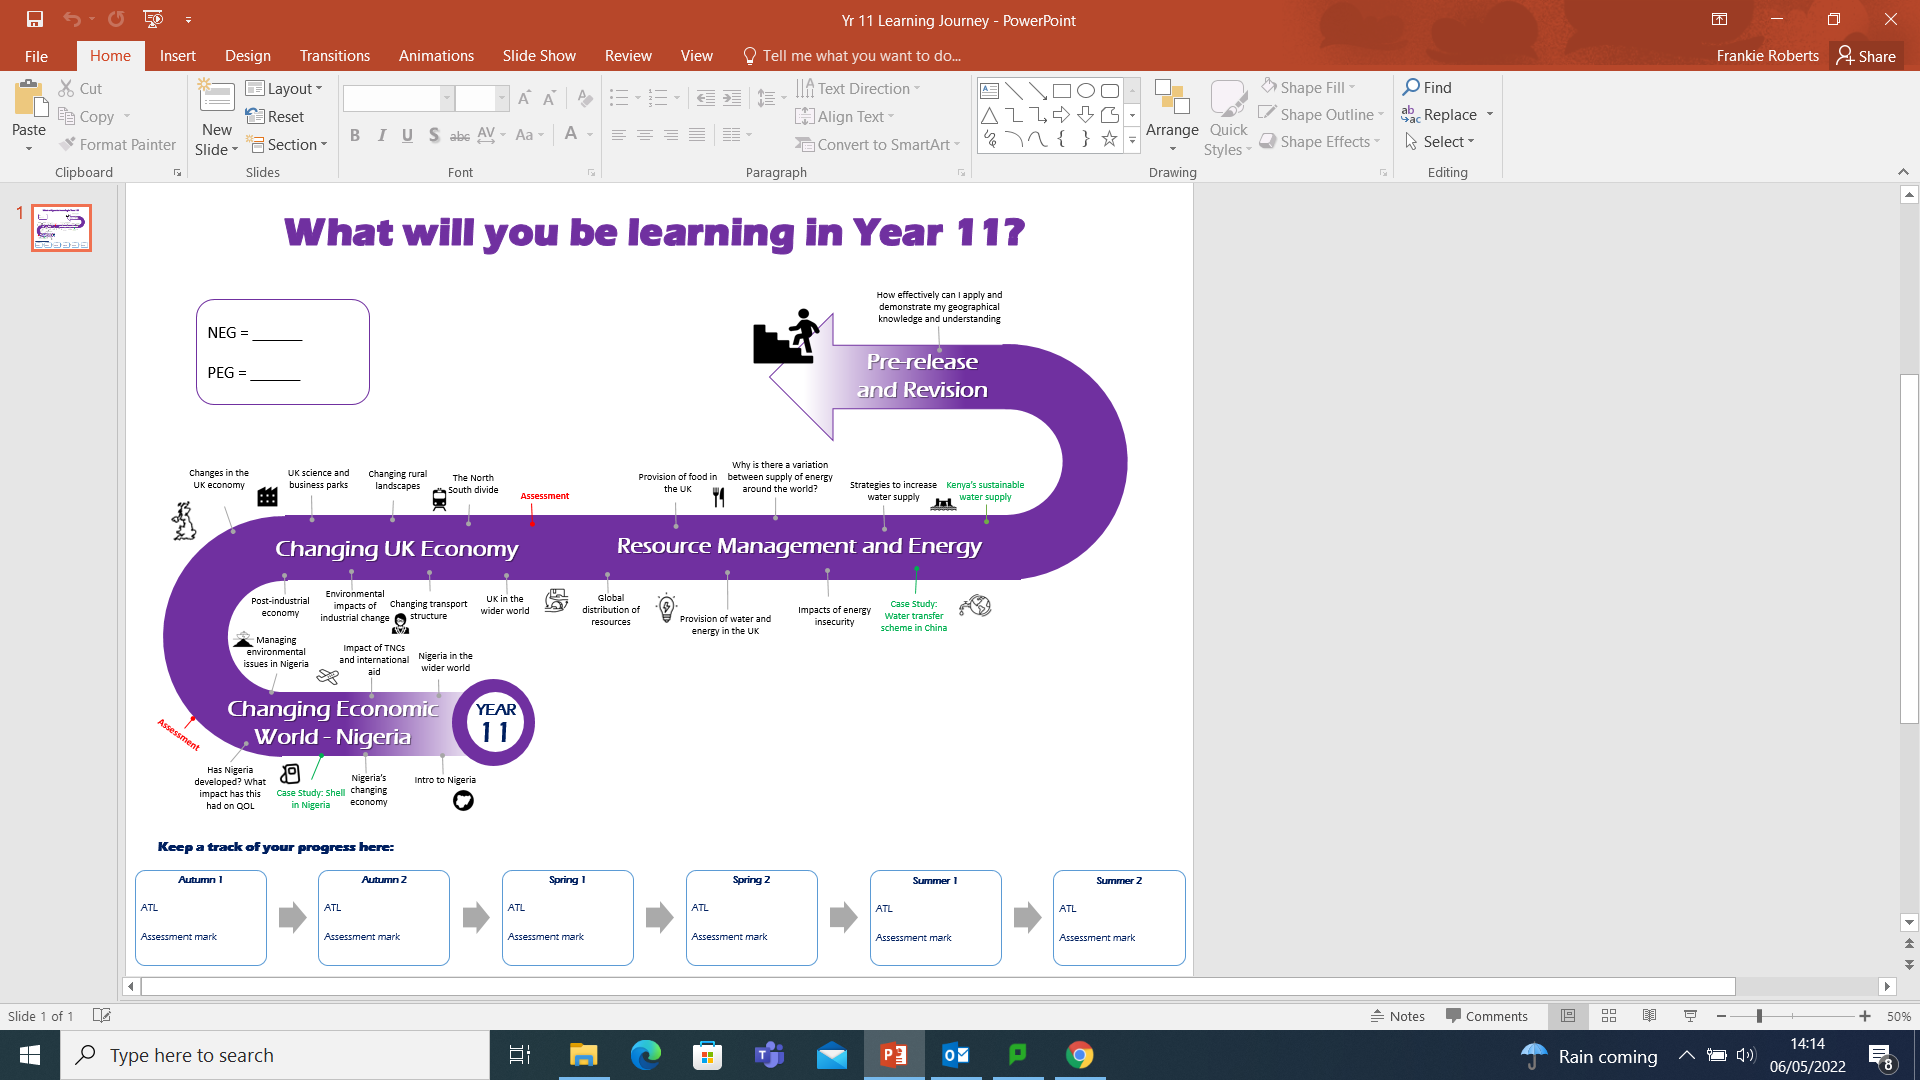 Yr 11 Learning Journey - PowerPoint
File
Home
Insert
Design
Transitions
Animations
Slide Show
Review
View
Tell me what you want to do...
Frankie Roberts
Share
Paste
Cut
Copy
Format Painter
Clipboard
New
Slide
Layout
Reset
Section
Slides
B I U S abc AV Aa A
Font
Text Direction
Align Text
Convert to SmartArt
Paragraph
Arrange
Quick
Styles
Shape Fill
Shape Outline
Shape Effects
Drawing
Find
Replace
Select
Editing
1
What will you be learning in Year 11?
NEG = ______
PEG = ______
How effectively can I apply and
demonstrate my geographical
knowledge and understanding
Pre-release
and Revision
Changes in the
UK economy
UK science and
business parks
Changing rural
landscapes
The North
South divide
Assessment
Provision of food in
the UK
Why is there a variation
between supply of energy
around the world?
Strategies to increase
water supply
Kenya's sustainable
water supply
Changing UK Economy
Resource Management and Energy
Post-industrial
economy
Environmental
impacts of
industrial change
Changing transport
structure
UK in the
wider world
Global
distribution of
resources
Provision of water and
energy in the UK
Impacts of energy
insecurity
Case Study:
Water transfer
scheme in China
Managing
environmental
issues in Nigeria
Impact of TNCs
and international
aid
Nigeria in the
wider world
Changing Economic
World - Nigeria
YEAR
11
Assessment
Has Nigeria
developed? What
impact has this
had on QOL
Case Study: Shell
in Nigeria
Nigeria's
changing
economy
Intro to Nigeria
Keep a track of your progress here:
Autumn 1
ATL
Assessment mark
Autumn 2
ATL
Assessment mark
Spring 1
ATL
Assessment mark
Spring 2
ATL
Assessment mark
Summer 1
ATL
Assessment mark
Summer 2
ATL
Assessment mark
Slide 1 of 1
Notes
Comments
50%
Type here to search
Rain coming
14:14
06/05/2022
8